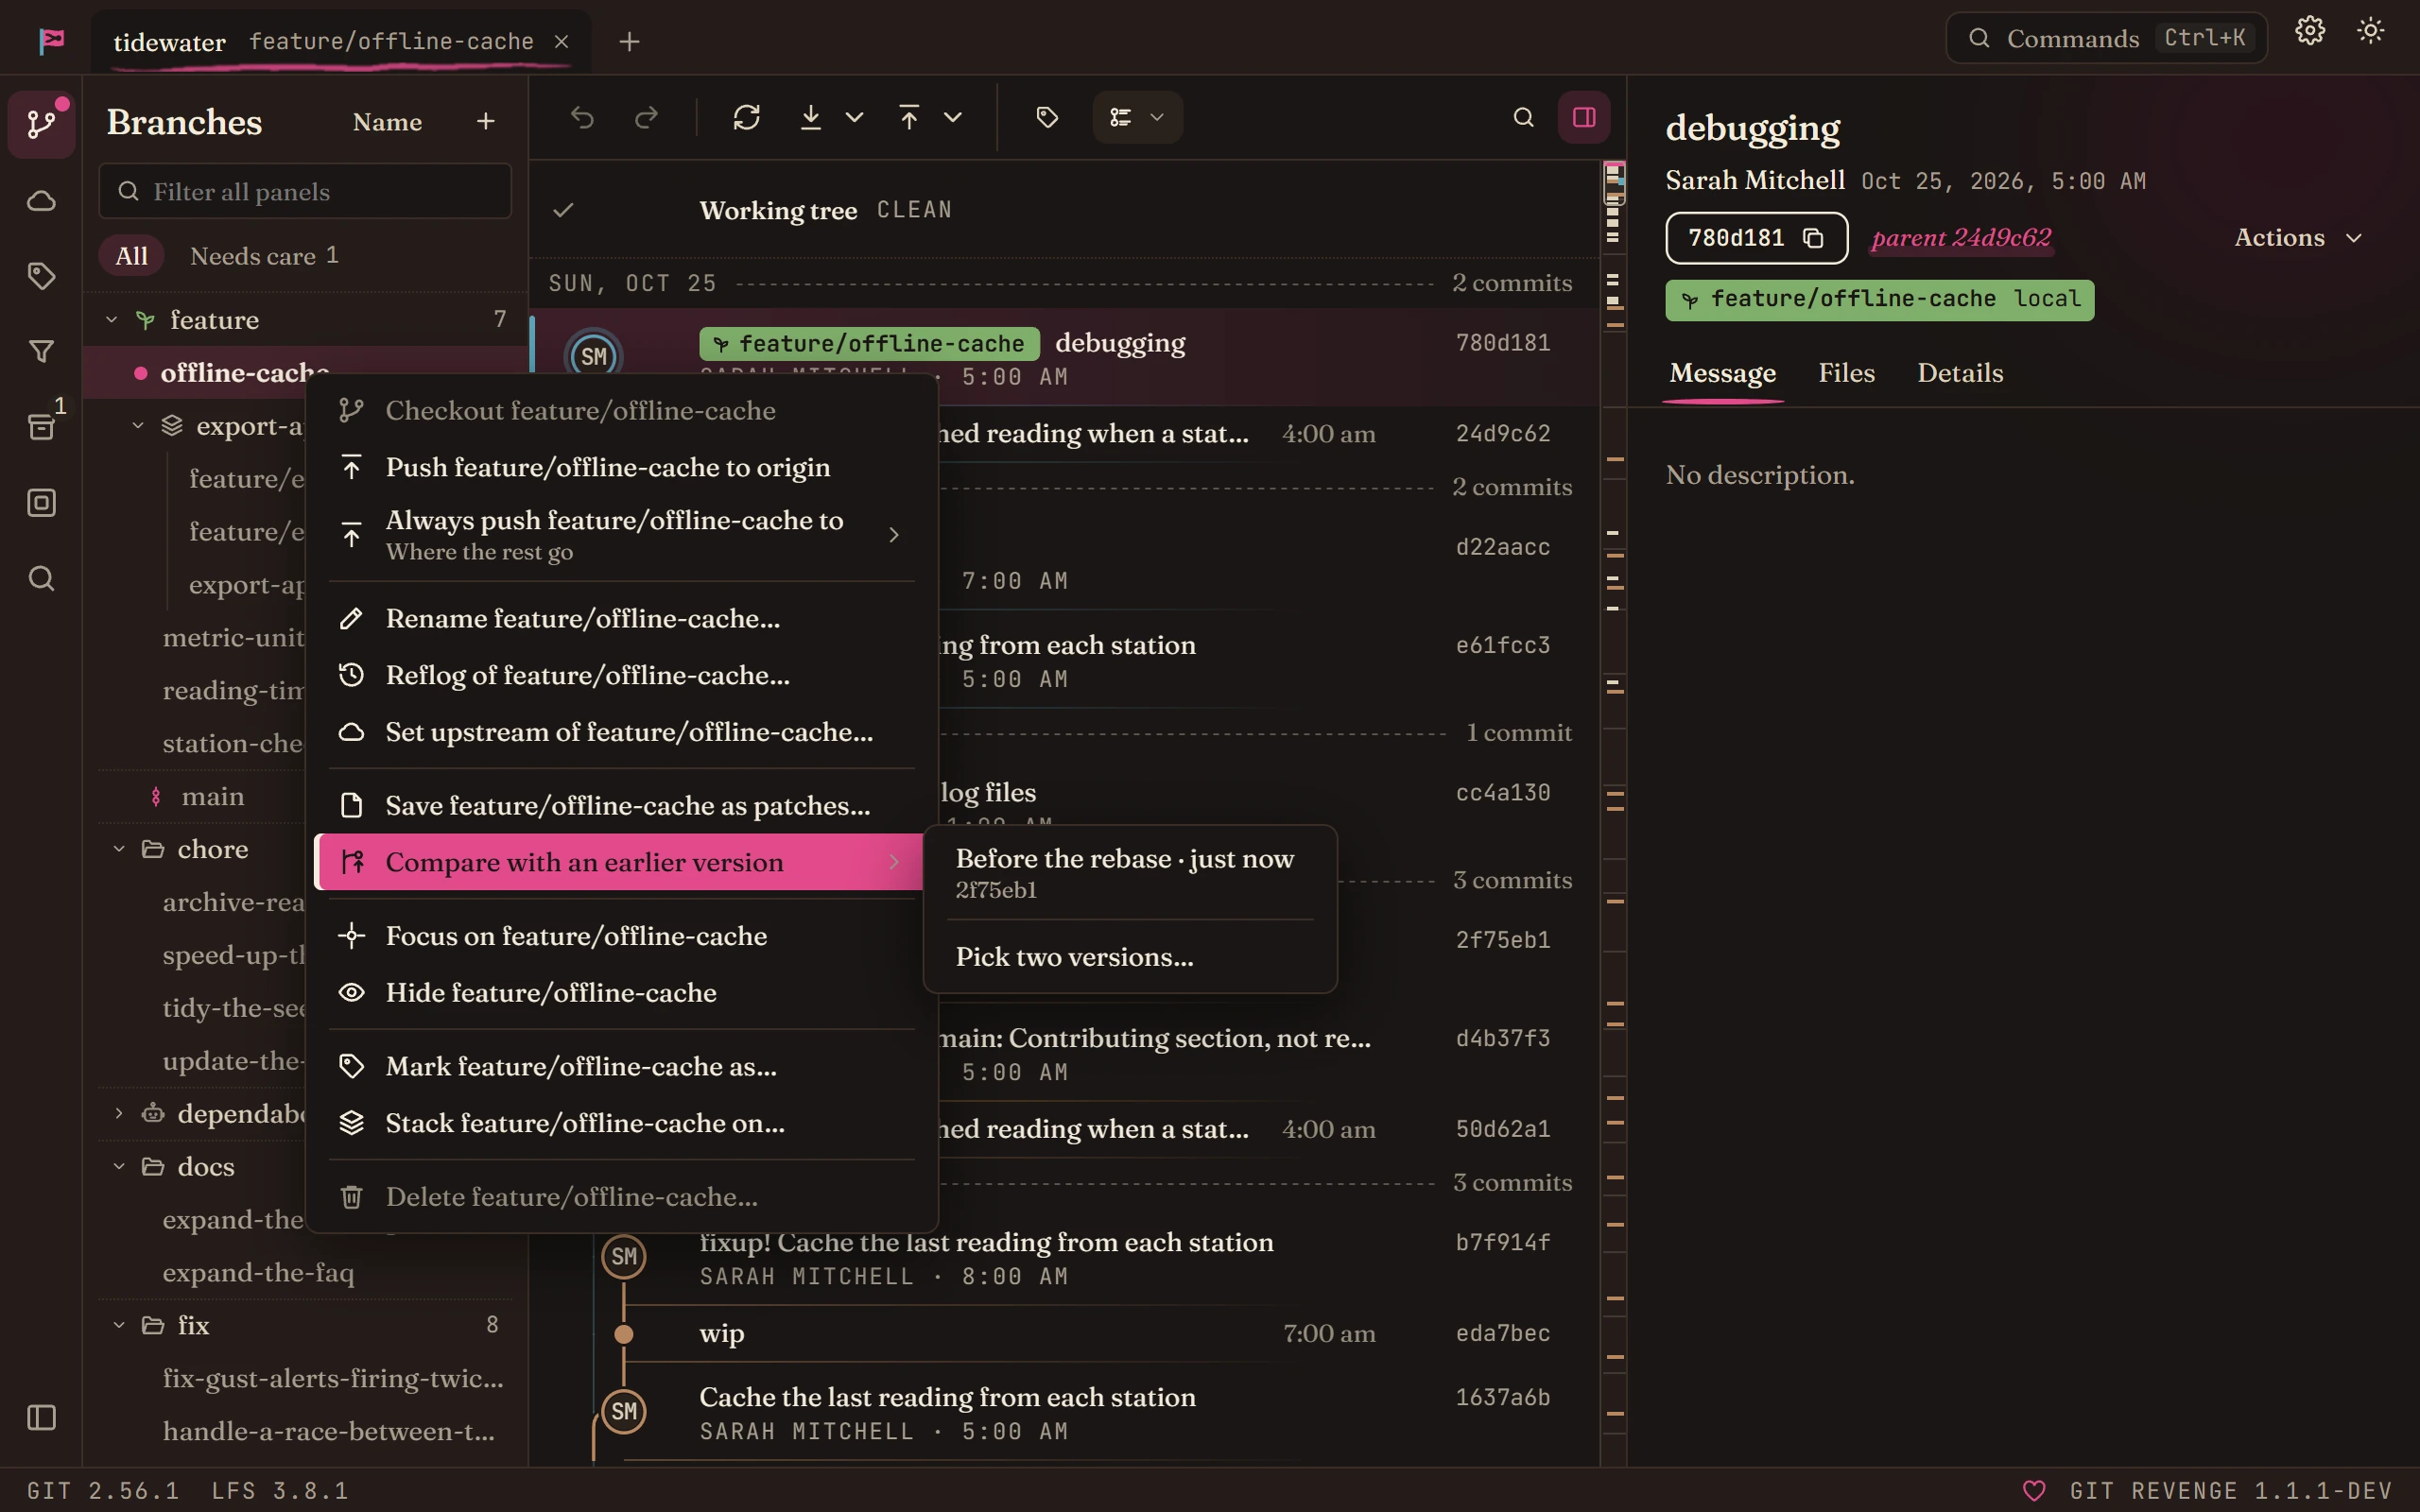 tidewater feature/offline-cache
Commands Ctrl+K
Branches Name
Filter all panels
All Needs care 1
feature 7
offline-cache
export-a
feature/e
feature/e
export-ap
metric-unit
reading-tim
station-che
main
chore
archive-rea
speed-up-th
tidy-the-see
update-the-
dependabo
docs
expand-the
expand-the-faq
fix 8
fix-gust-alerts-firing-twic...
handle-a-race-between-t...
1
Checkout feature/offline-cache
Push feature/offline-cache to origin
Always push feature/offline-cache to
Where the rest go
Rename feature/offline-cache...
Reflog of feature/offline-cache...
Set upstream of feature/offline-cache...
Save feature/offline-cache as patches...
Compare with an earlier version
Focus on feature/offline-cache
Hide feature/offline-cache
Mark feature/offline-cache as...
Stack feature/offline-cache on...
Delete feature/offline-cache...
Before the rebase · just now
2f75eb1
Pick two versions...
Working tree CLEAN
SUN, OCT 25 2 commits
SM feature/offline-cache debugging 780d181
SARAH MITCHELL · 5:00 AM
hed reading when a stat... 4:00 am 24d9c62
2 commits
d22aacc
7:00 AM
ing from each station e61fcc3
5:00 AM
1 commit
log files cc4a130
3 commits
2f75eb1
main: Contributing section, not re... d4b37f3
5:00 AM
hed reading when a stat... 4:00 am 50d62a1
3 commits
SM fixup! Cache the last reading from each station b7f914f
SARAH MITCHELL · 8:00 AM
wip 7:00 am eda7bec
SM Cache the last reading from each station 1637a6b
SARAH MITCHELL · 5:00 AM
debugging
Sarah Mitchell Oct 25, 2026, 5:00 AM
780d181 parent 24d9c62 Actions
feature/offline-cache local
Message Files Details
No description.
GIT 2.56.1 LFS 3.8.1
GIT REVENGE 1.1.1-DEV